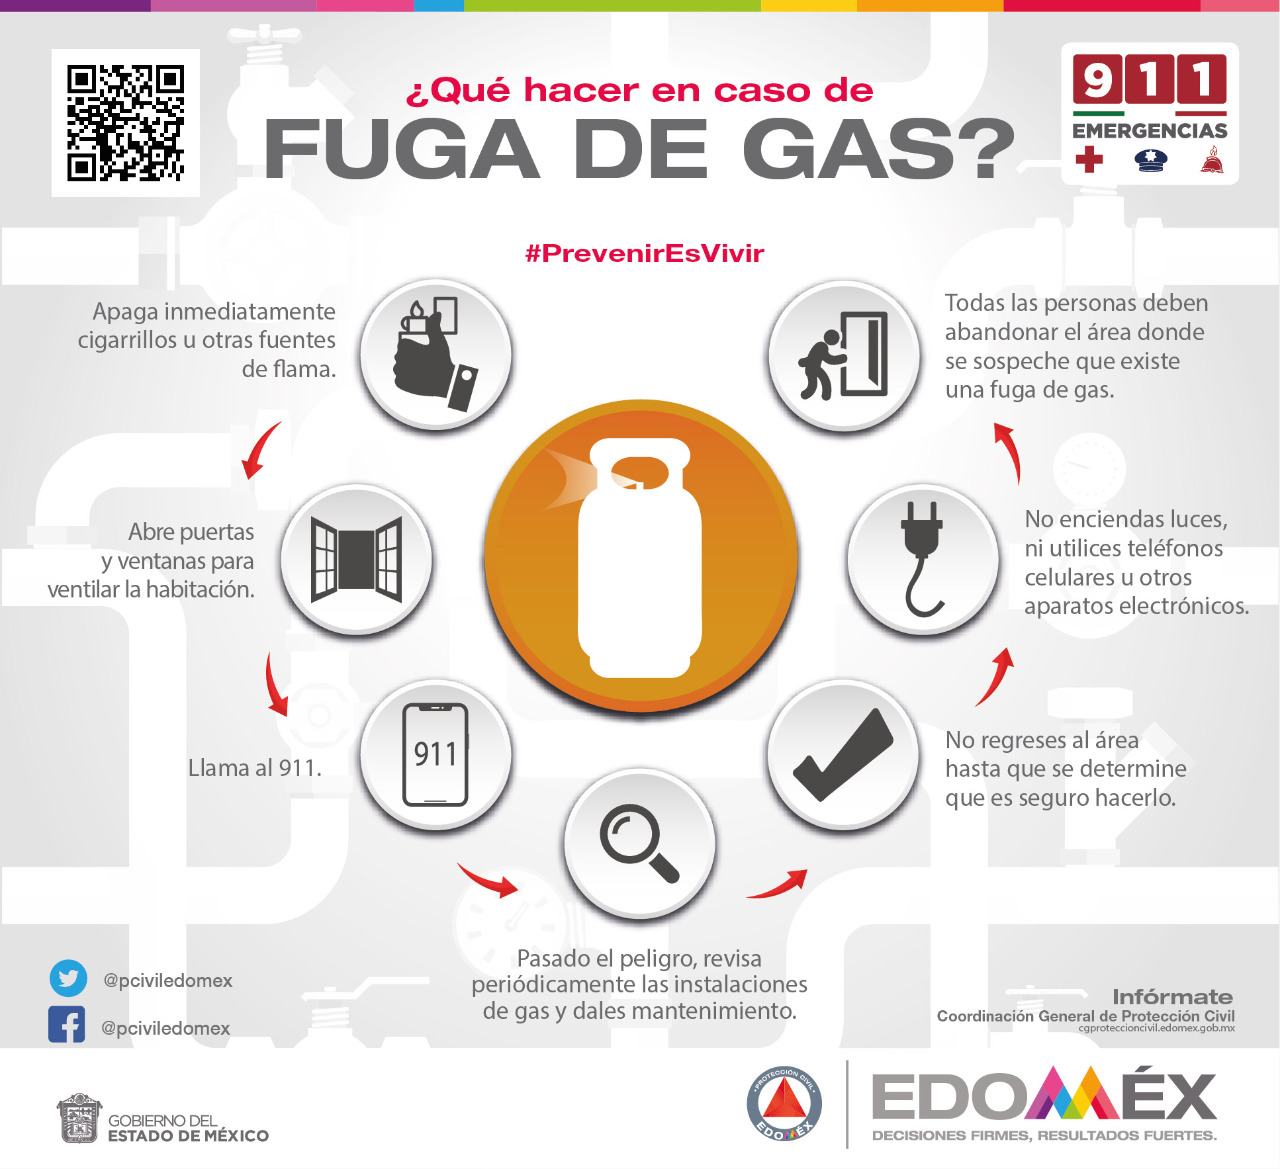 ¿Qué hacer en caso de
FUGA DE GAS?
911
EMERGENCIAS
#PrevenirEsVivir
Apaga inmediatamente
cigarrillos u otras fuentes
de flama.
Abre puertas
y ventanas para
ventilar la habitación.
911
Llama al 911.
Pasado el peligro, revisa
periódicamente las instalaciones
de gas y dales mantenimiento.
No regreses al área
hasta que se determine
que es seguro hacerlo.
No enciendas luces,
ni utilices teléfonos
celulares u otros
aparatos electrónicos.
Todas las personas deben
abandonar el área donde
se sospeche que existe
una fuga de gas.
@pciviledomex
@pciviledomex
Infórmate
Coordinación General de Protección Civil
cgproteccioncivil.edomex.gob.mx
GOBIERNO DEL
ESTADO DE MÉXICO
PROTECCIÓN CIVIL
EDOMÉX
EDOMÉX
DECISIONES FIRMES, RESULTADOS FUERTES.